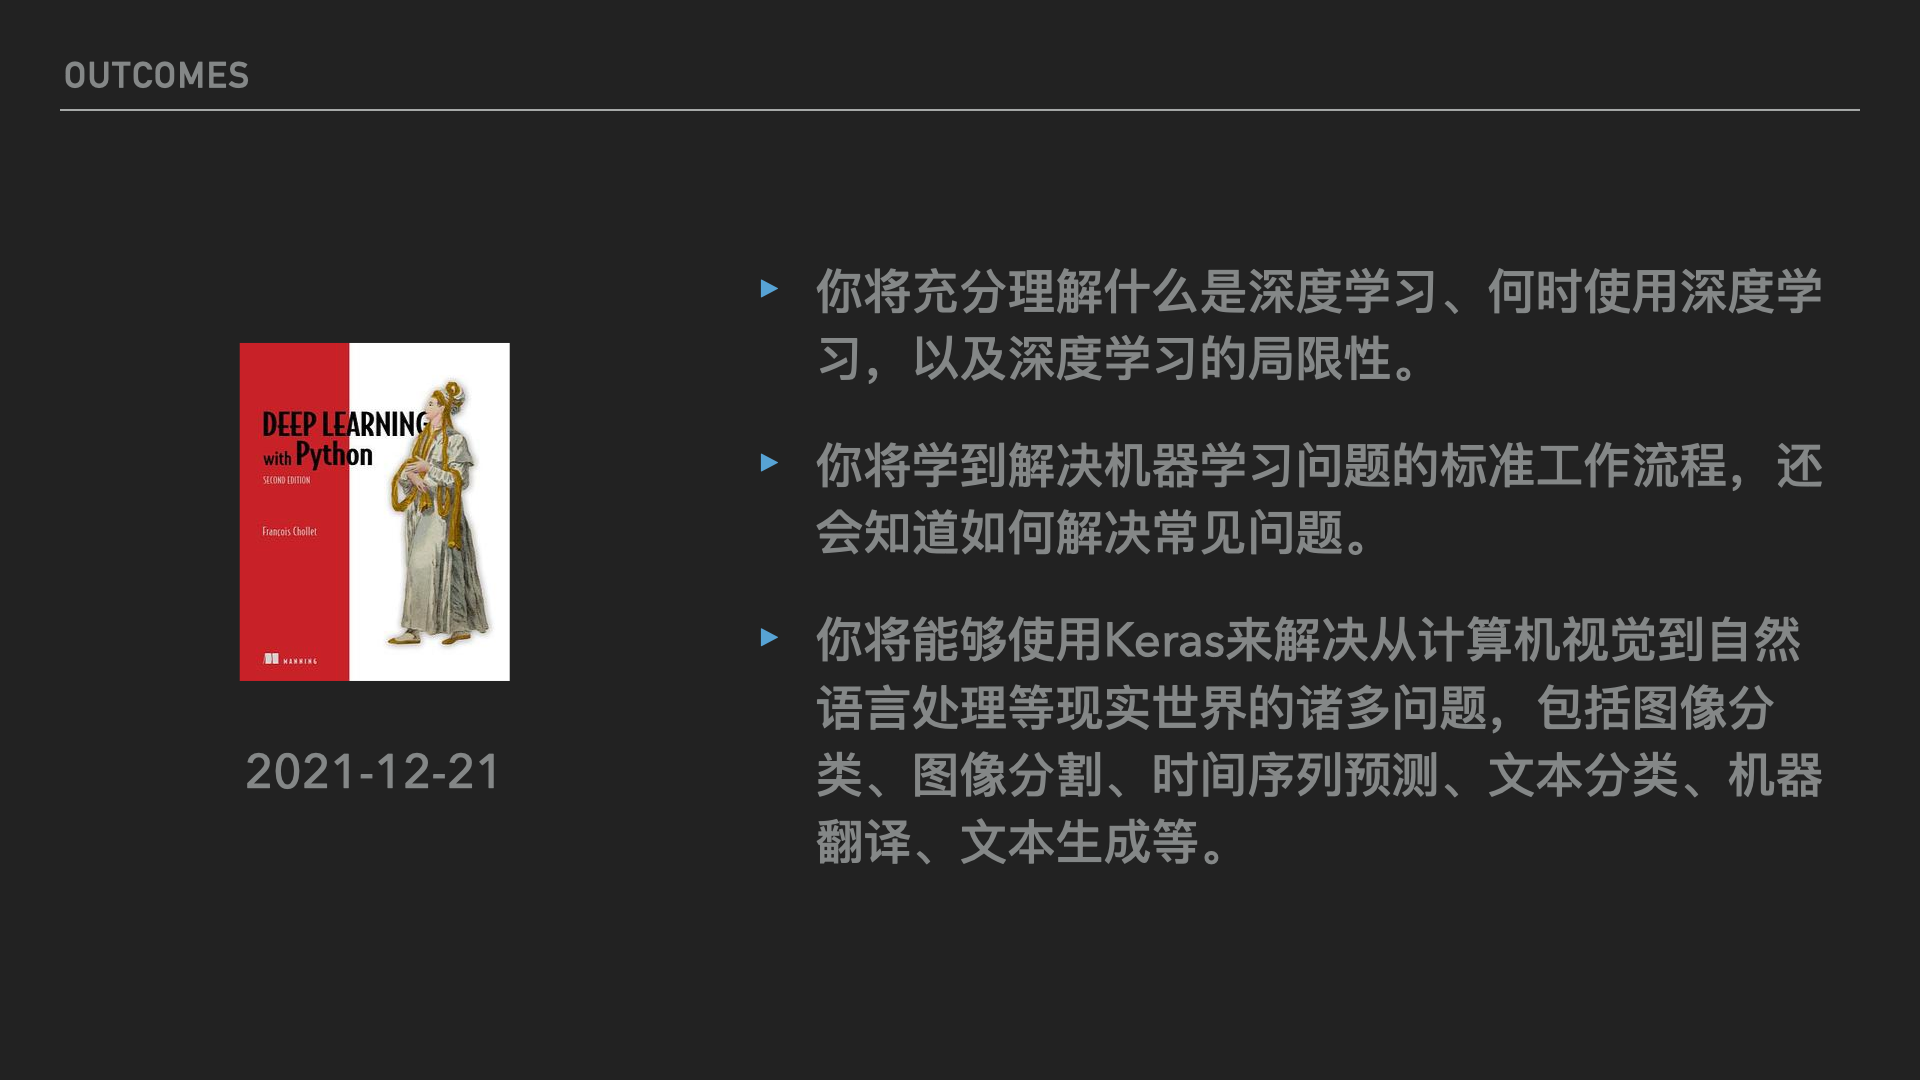 OUTCOMES
DEEP LEARNING
with Python
SECOND EDITION
François Chollet
MANNING
2021-12-21
▸ 你将充分理解什么是深度学习、何时使用深度学
习，以及深度学习的局限性。
▸ 你将学到解决机器学习问题的标准工作流程，还
会知道如何解决常见问题。
▸ 你将能够使用Keras来解决从计算机视觉到自然
语言处理等现实世界的诸多问题，包括图像分
类、图像分割、时间序列预测、文本分类、机器
翻译、文本生成等。